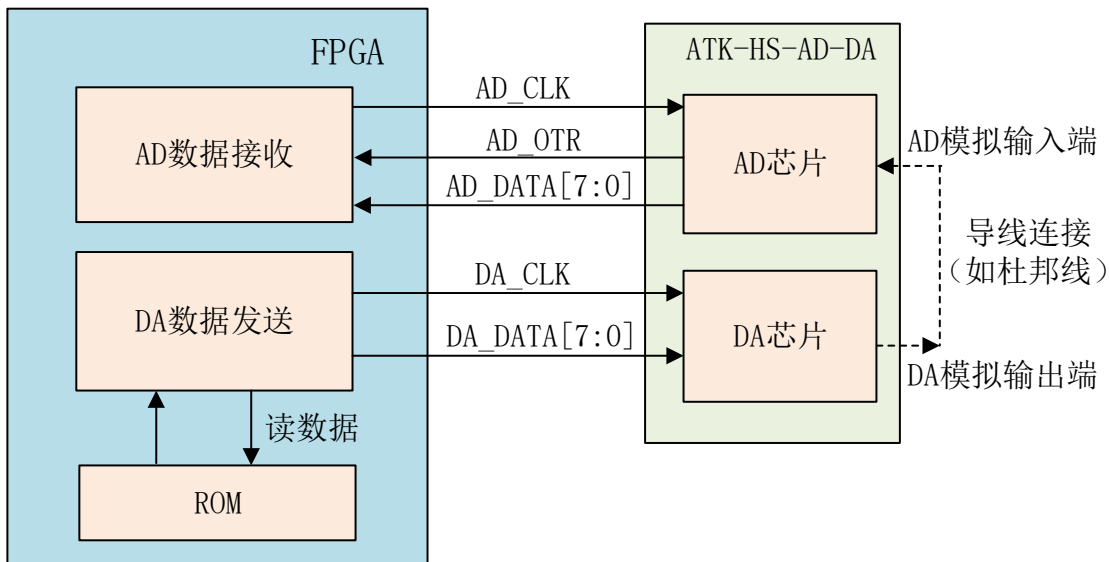 FPGA
ATK-HS-AD-DA
AD数据接收
AD_CLK
AD_OTR
AD_DATA[7:0]
AD芯片
AD模拟输入端
导线连接
（如杜邦线）
DA数据发送
DA_CLK
DA_DATA[7:0]
DA芯片
DA模拟输出端
读数据
ROM